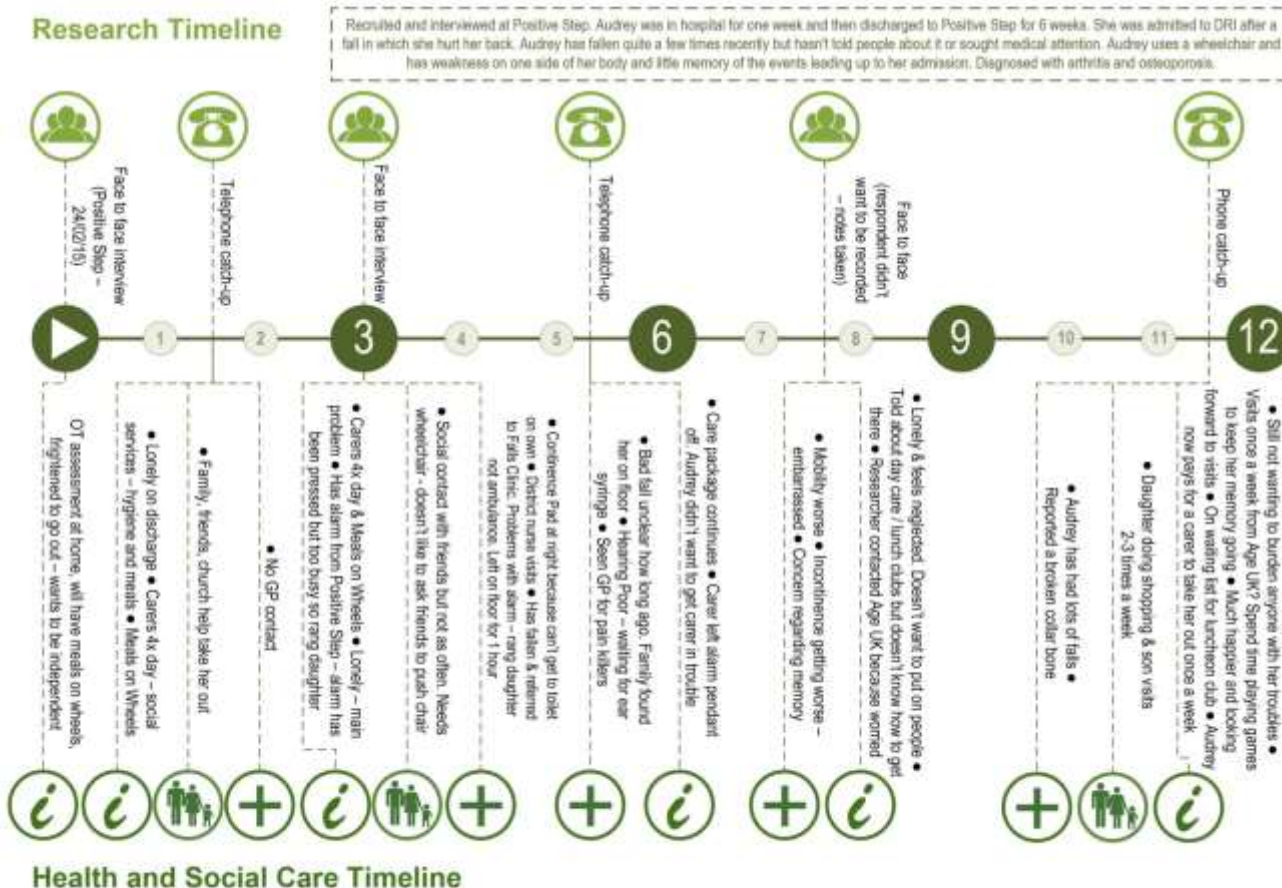 Research Timeline
Recruited and interviewed at Positive Step. Audrey was in hospital for one week and then discharged to Positive Step for 6 weeks. She was admitted to DRI after a
fall in which she hurt her back. Audrey has fallen quite a few times recently but hasn't told people about it or sought medical attention. Audrey uses a wheelchair and
has weakness on one side of her body and little memory of the events leading up to her admission. Diagnosed with arthritis and osteoporosis.
Face to face interview
(Positive Step –
24/02/15)
Telephone catch-up
Face to face interview
Telephone catch-up
Face to face
(respondent didn't
want to be recorded
– notes taken)
Phone catch-up
1
2
3
4
5
6
7
8
9
10
11
12
OT assessment at home, will have meals on wheels,
frightened to go out – wants to be independent
● Lonely on discharge ● Carers 4x day – social
services – hygiene and meals ● Meals on Wheels
● Family, friends, church help take her out
● No GP contact
● Carers 4x day & Meals on Wheels ● Lonely – main
problem ● Has alarm from Positive Step – alarm has
been pressed but too busy so rang daughter
● Social contact with friends but not as often. Needs
wheelchair - doesn't like to ask friends to push chair
● Continence Pad at night because can't get to toilet
on own ● District nurse visits ● Has fallen & referred
to Falls Clinic. Problems with alarm – rang daughter
not ambulance. Left on floor for 1 hour
● Bad fall unclear how long ago. Family found
her on floor ● Hearing Poor – waiting for ear
syringe ● Seen GP for pain killers
● Care package continues ● Carer left alarm pendant
off. Audrey didn't want to get carer in trouble
● Mobility worse ● Incontinence getting worse –
embarrassed ● Concern regarding memory
● Lonely & feels neglected. Doesn't want to put on people ●
Told about day care / lunch clubs but doesn't know how to get
there ● Researcher contacted Age UK because worried
● Audrey has had lots of falls ●
Reported a broken collar bone
● Daughter doing shopping & son visits
2-3 times a week
● Still not wanting to burden anyone with her troubles ●
Visits once a week from Age UK? Spend time playing games
to keep her memory going ● Much happier and looking
forward to visits ● On waiting list for luncheon club ● Audrey
now pays for a carer to take her out once a week
Health and Social Care Timeline